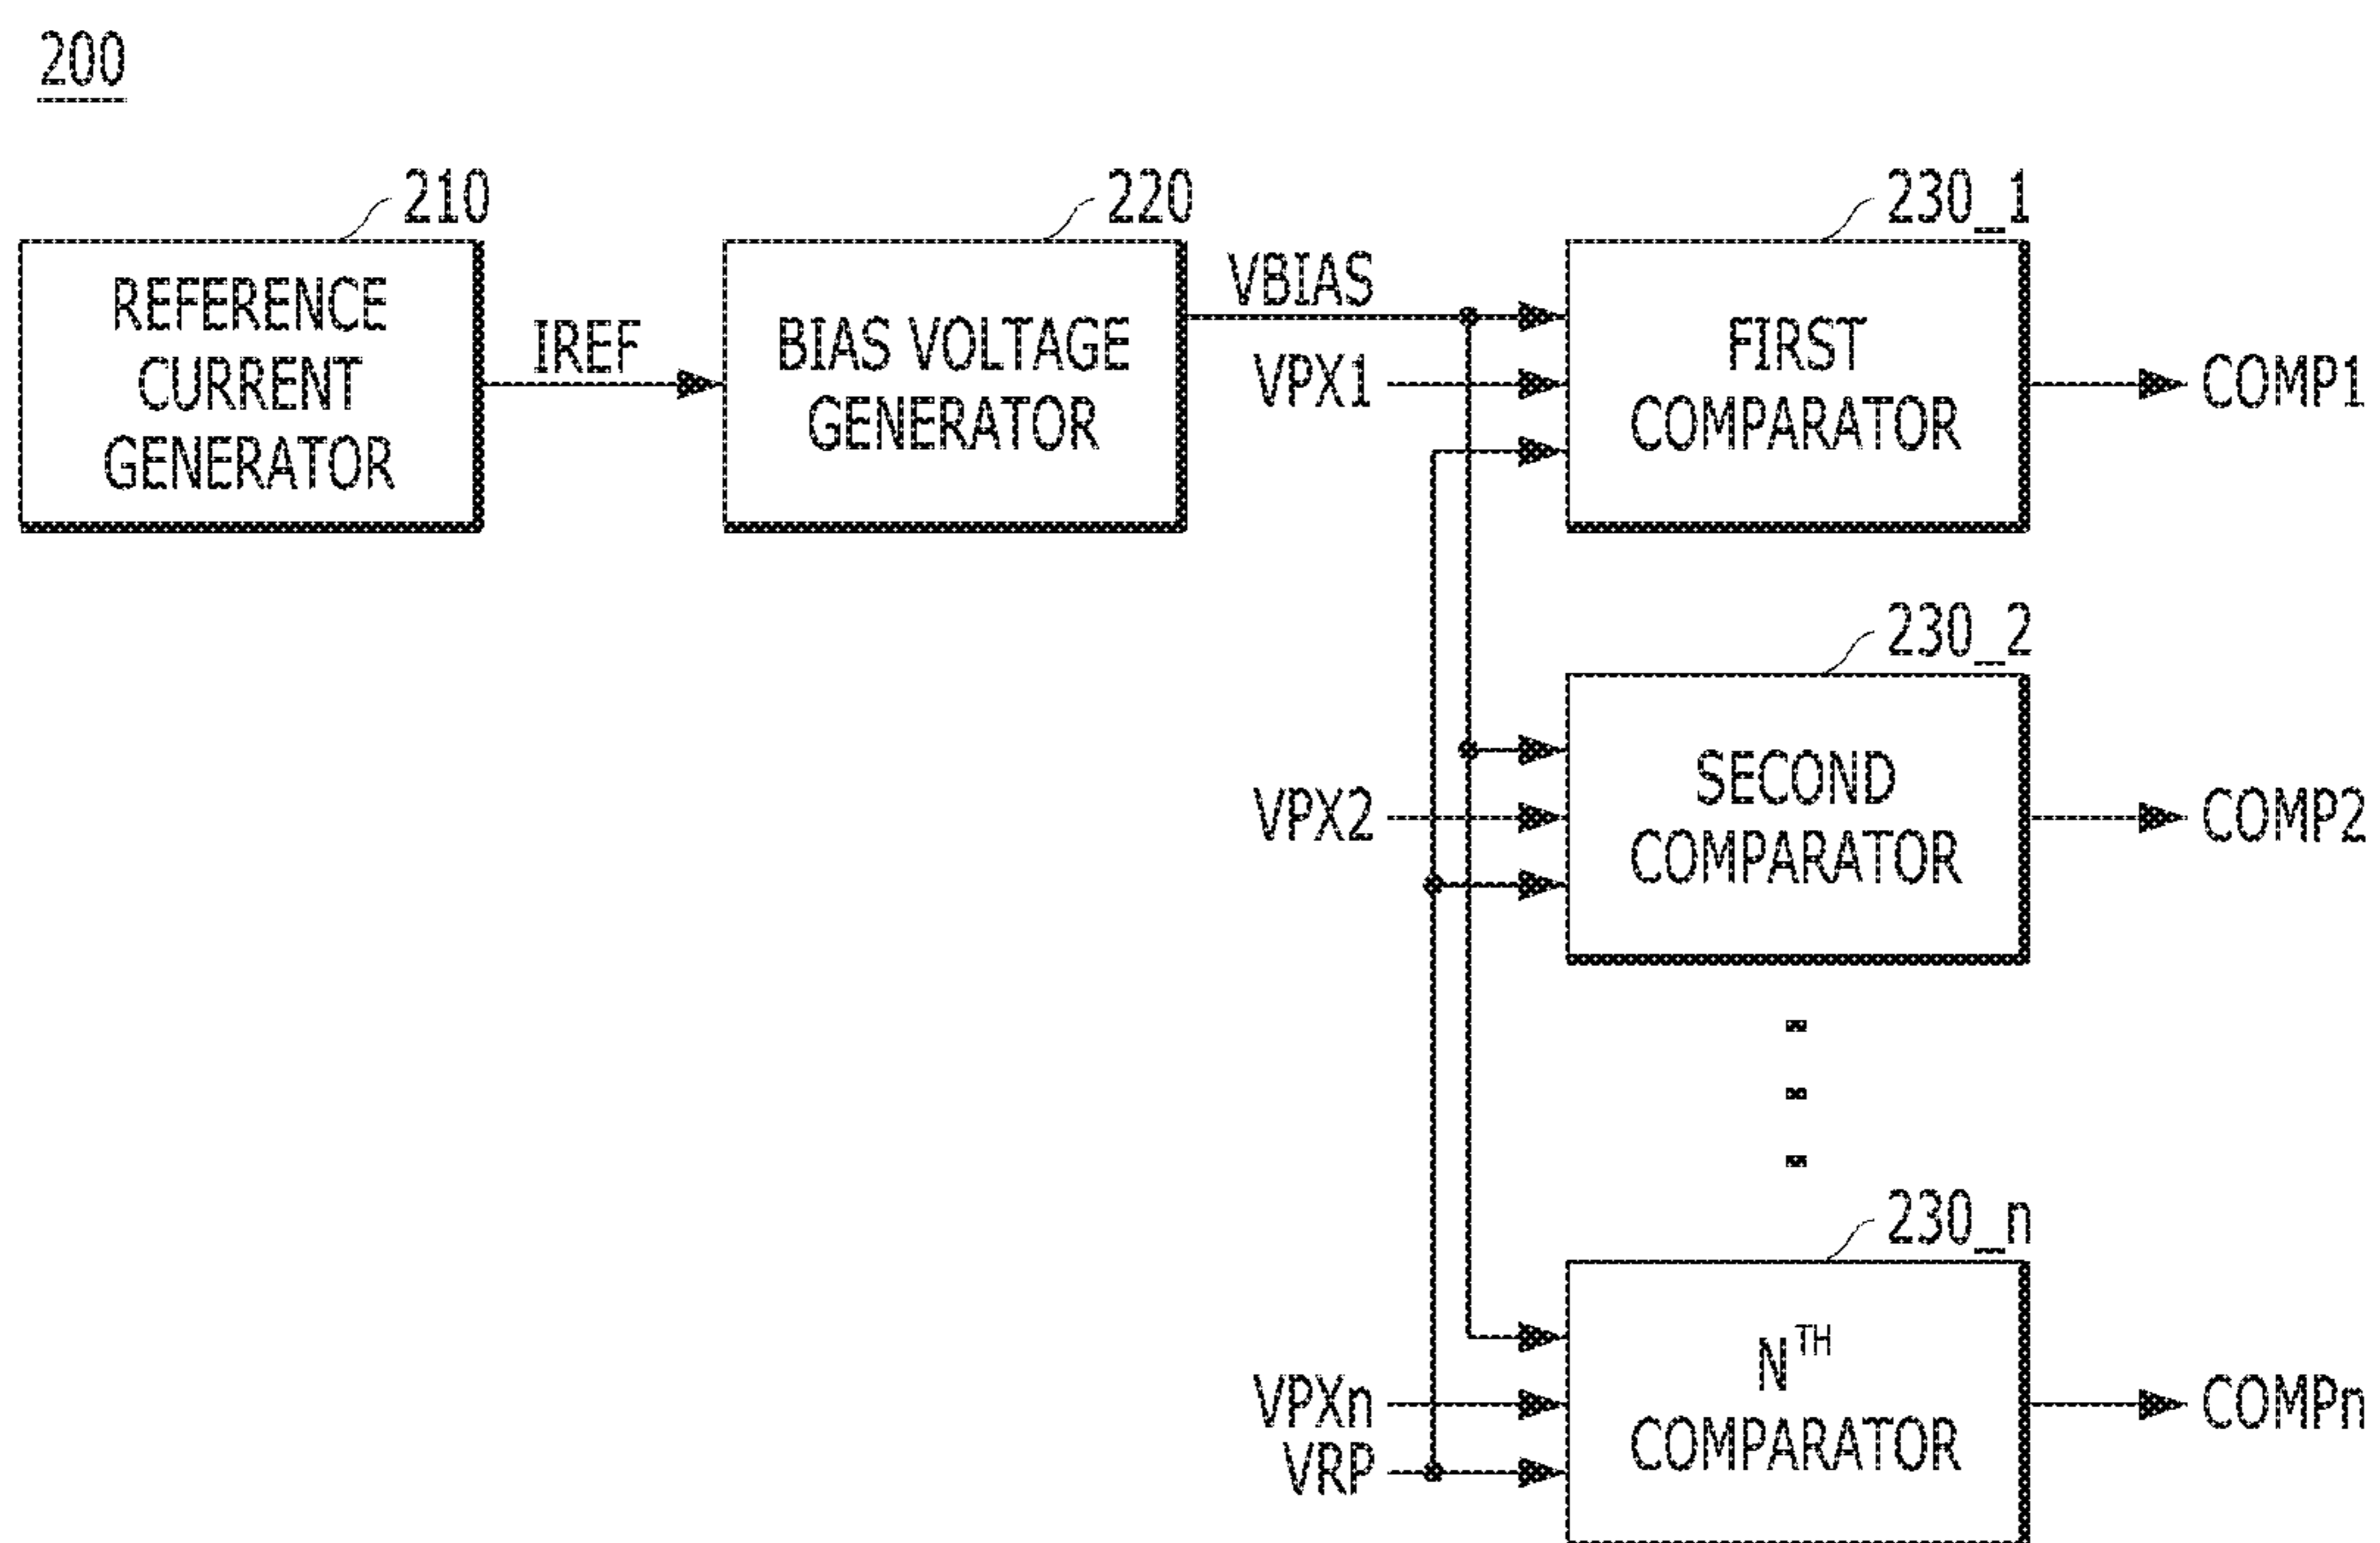 200
210
220
230_1
REFERENCE
CURRENT
GENERATOR
IREF
BIAS VOLTAGE
GENERATOR
VBIAS
VPX1
FIRST
COMPARATOR
COMP1
230_2
VPX2
SECOND
COMPARATOR
COMP2
230_n
VPXn
VRP
N^TH
COMPARATOR
COMPn